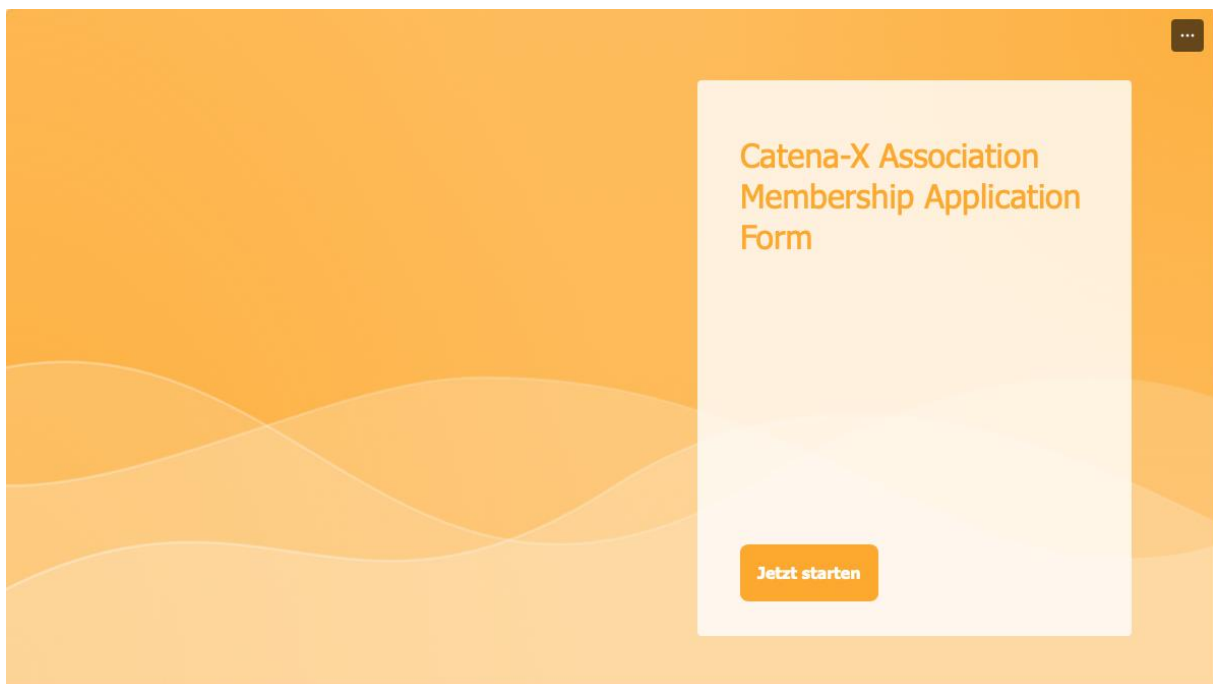 ...
Catena-X Association
Membership Application
Form
Jetzt starten